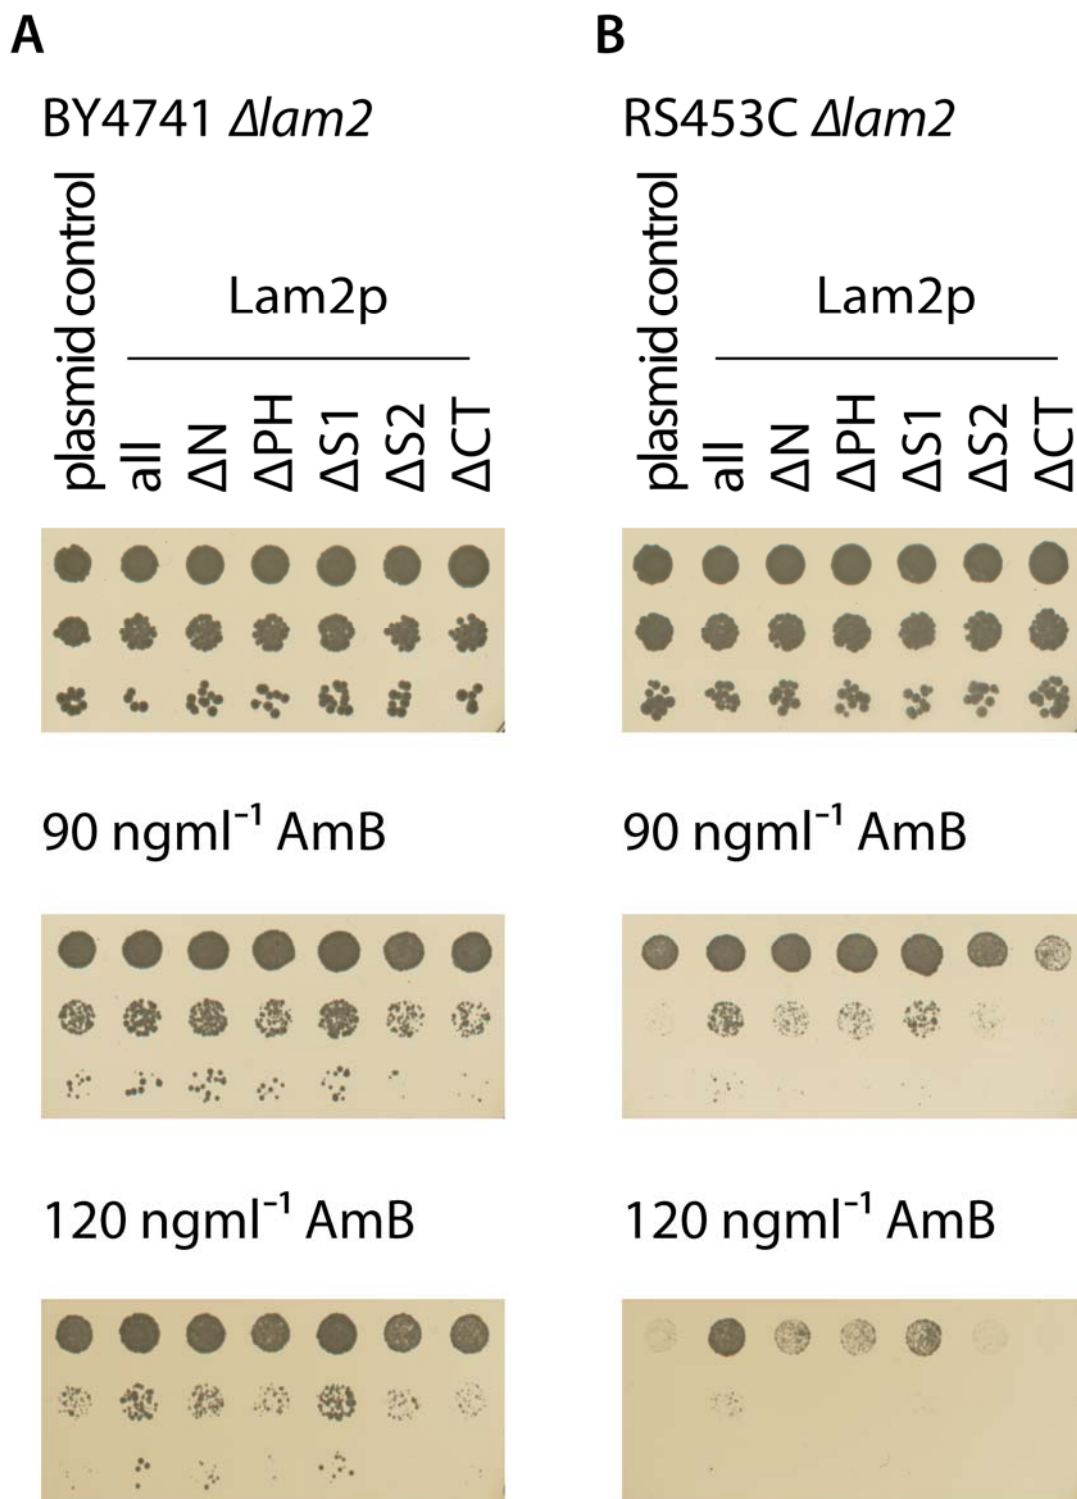 A
BY4741 Δlam2
plasmid control
Lam2p
all
ΔN
ΔPH
ΔS1
ΔS2
ΔCT
90 ngml⁻¹ AmB
120 ngml⁻¹ AmB
B
RS453C Δlam2
plasmid control
Lam2p
all
ΔN
ΔPH
ΔS1
ΔS2
ΔCT
90 ngml⁻¹ AmB
120 ngml⁻¹ AmB